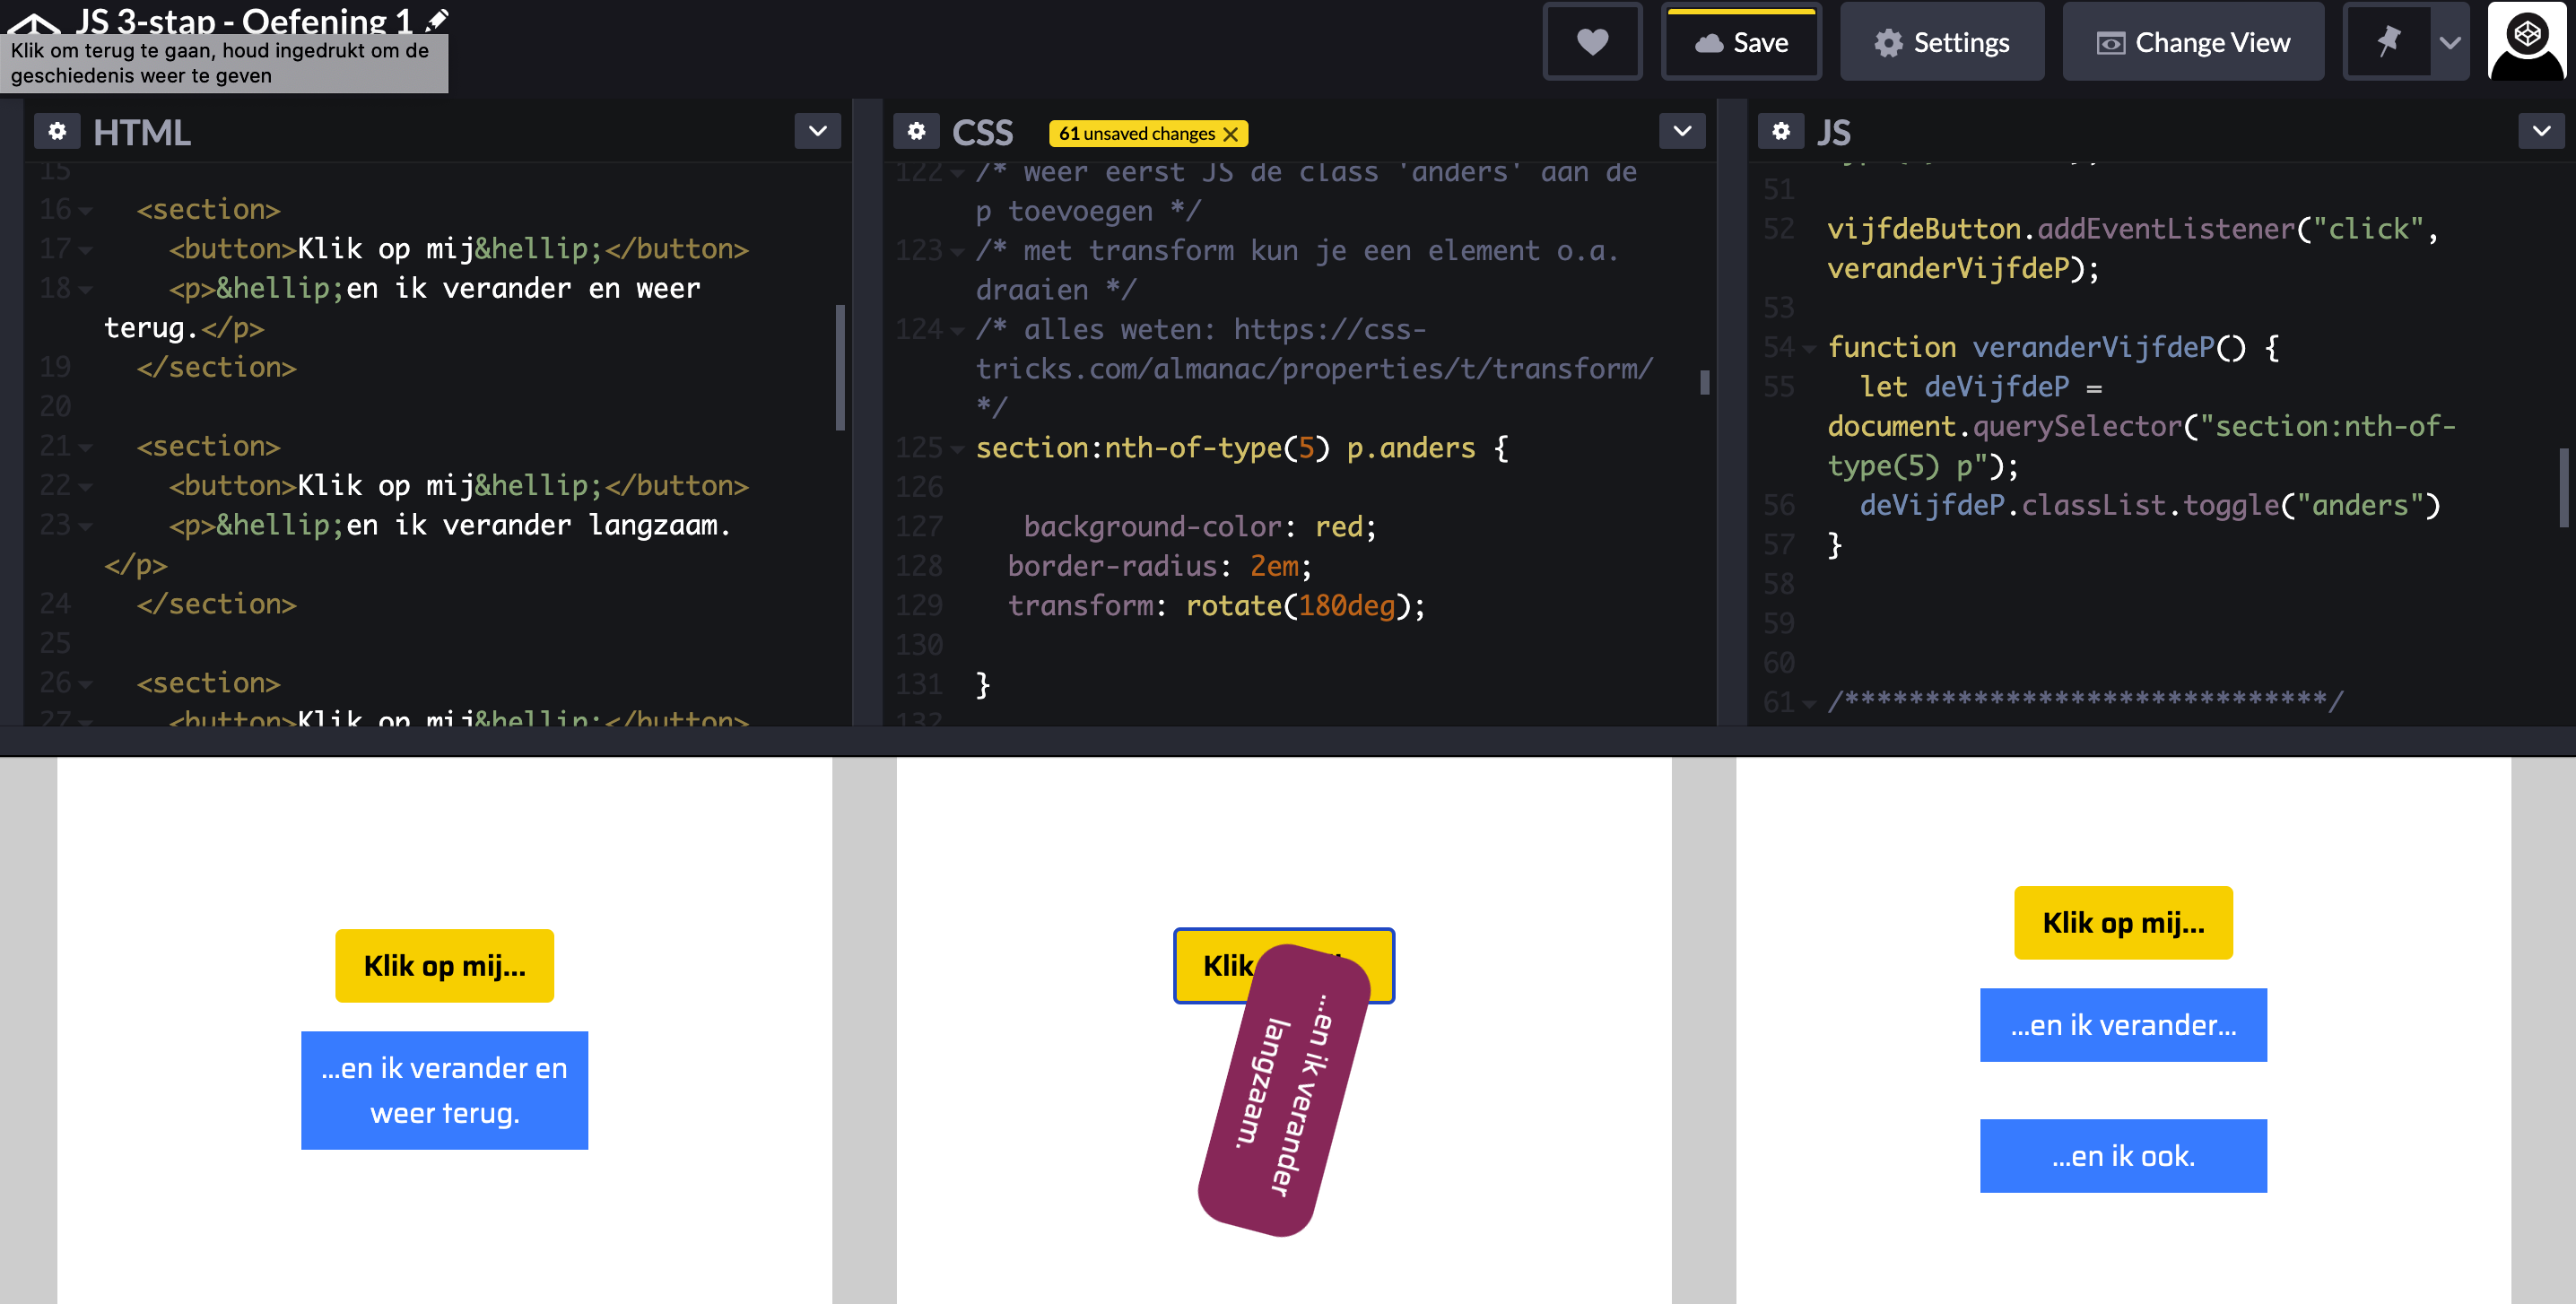 JS 3-stap - Oefening 1
Klik om terug te gaan, houd ingedrukt om de
geschiedenis weer te geven
Save
Settings
Change View
HTML
15
16 <section>
17 <button>Klik op mij&hellip;</button>
18 <p>&hellip;en ik verander en weer
terug.</p>
19 </section>
20
21 <section>
22 <button>Klik op mij&hellip;</button>
23 <p>&hellip;en ik verander langzaam.
</p>
24 </section>
25
26 <section>
27 <button>Klik op mij&hellip;</button>
CSS
61 unsaved changes
122 /* weer eerst JS de class 'anders' aan de
p toevoegen */
123 /* met transform kun je een element o.a.
draaien */
124 /* alles weten: https://css-
tricks.com/almanac/properties/t/transform/
*/
125 section:nth-of-type(5) p.anders {
126
127 background-color: red;
128 border-radius: 2em;
129 transform: rotate(180deg);
130
131 }
132
JS
51
52 vijfdeButton.addEventListener("click",
veranderVijfdeP);
53
54 function veranderVijfdeP() {
55 let deVijfdeP =
document.querySelector("section:nth-of-
type(5) p");
56 deVijfdeP.classList.toggle("anders")
57 }
58
59
60
61 /******************************/
Klik op mij...
...en ik verander en
weer terug.
Klik
...en ik verander
langzaam.
Klik op mij...
...en ik verander...
...en ik ook.